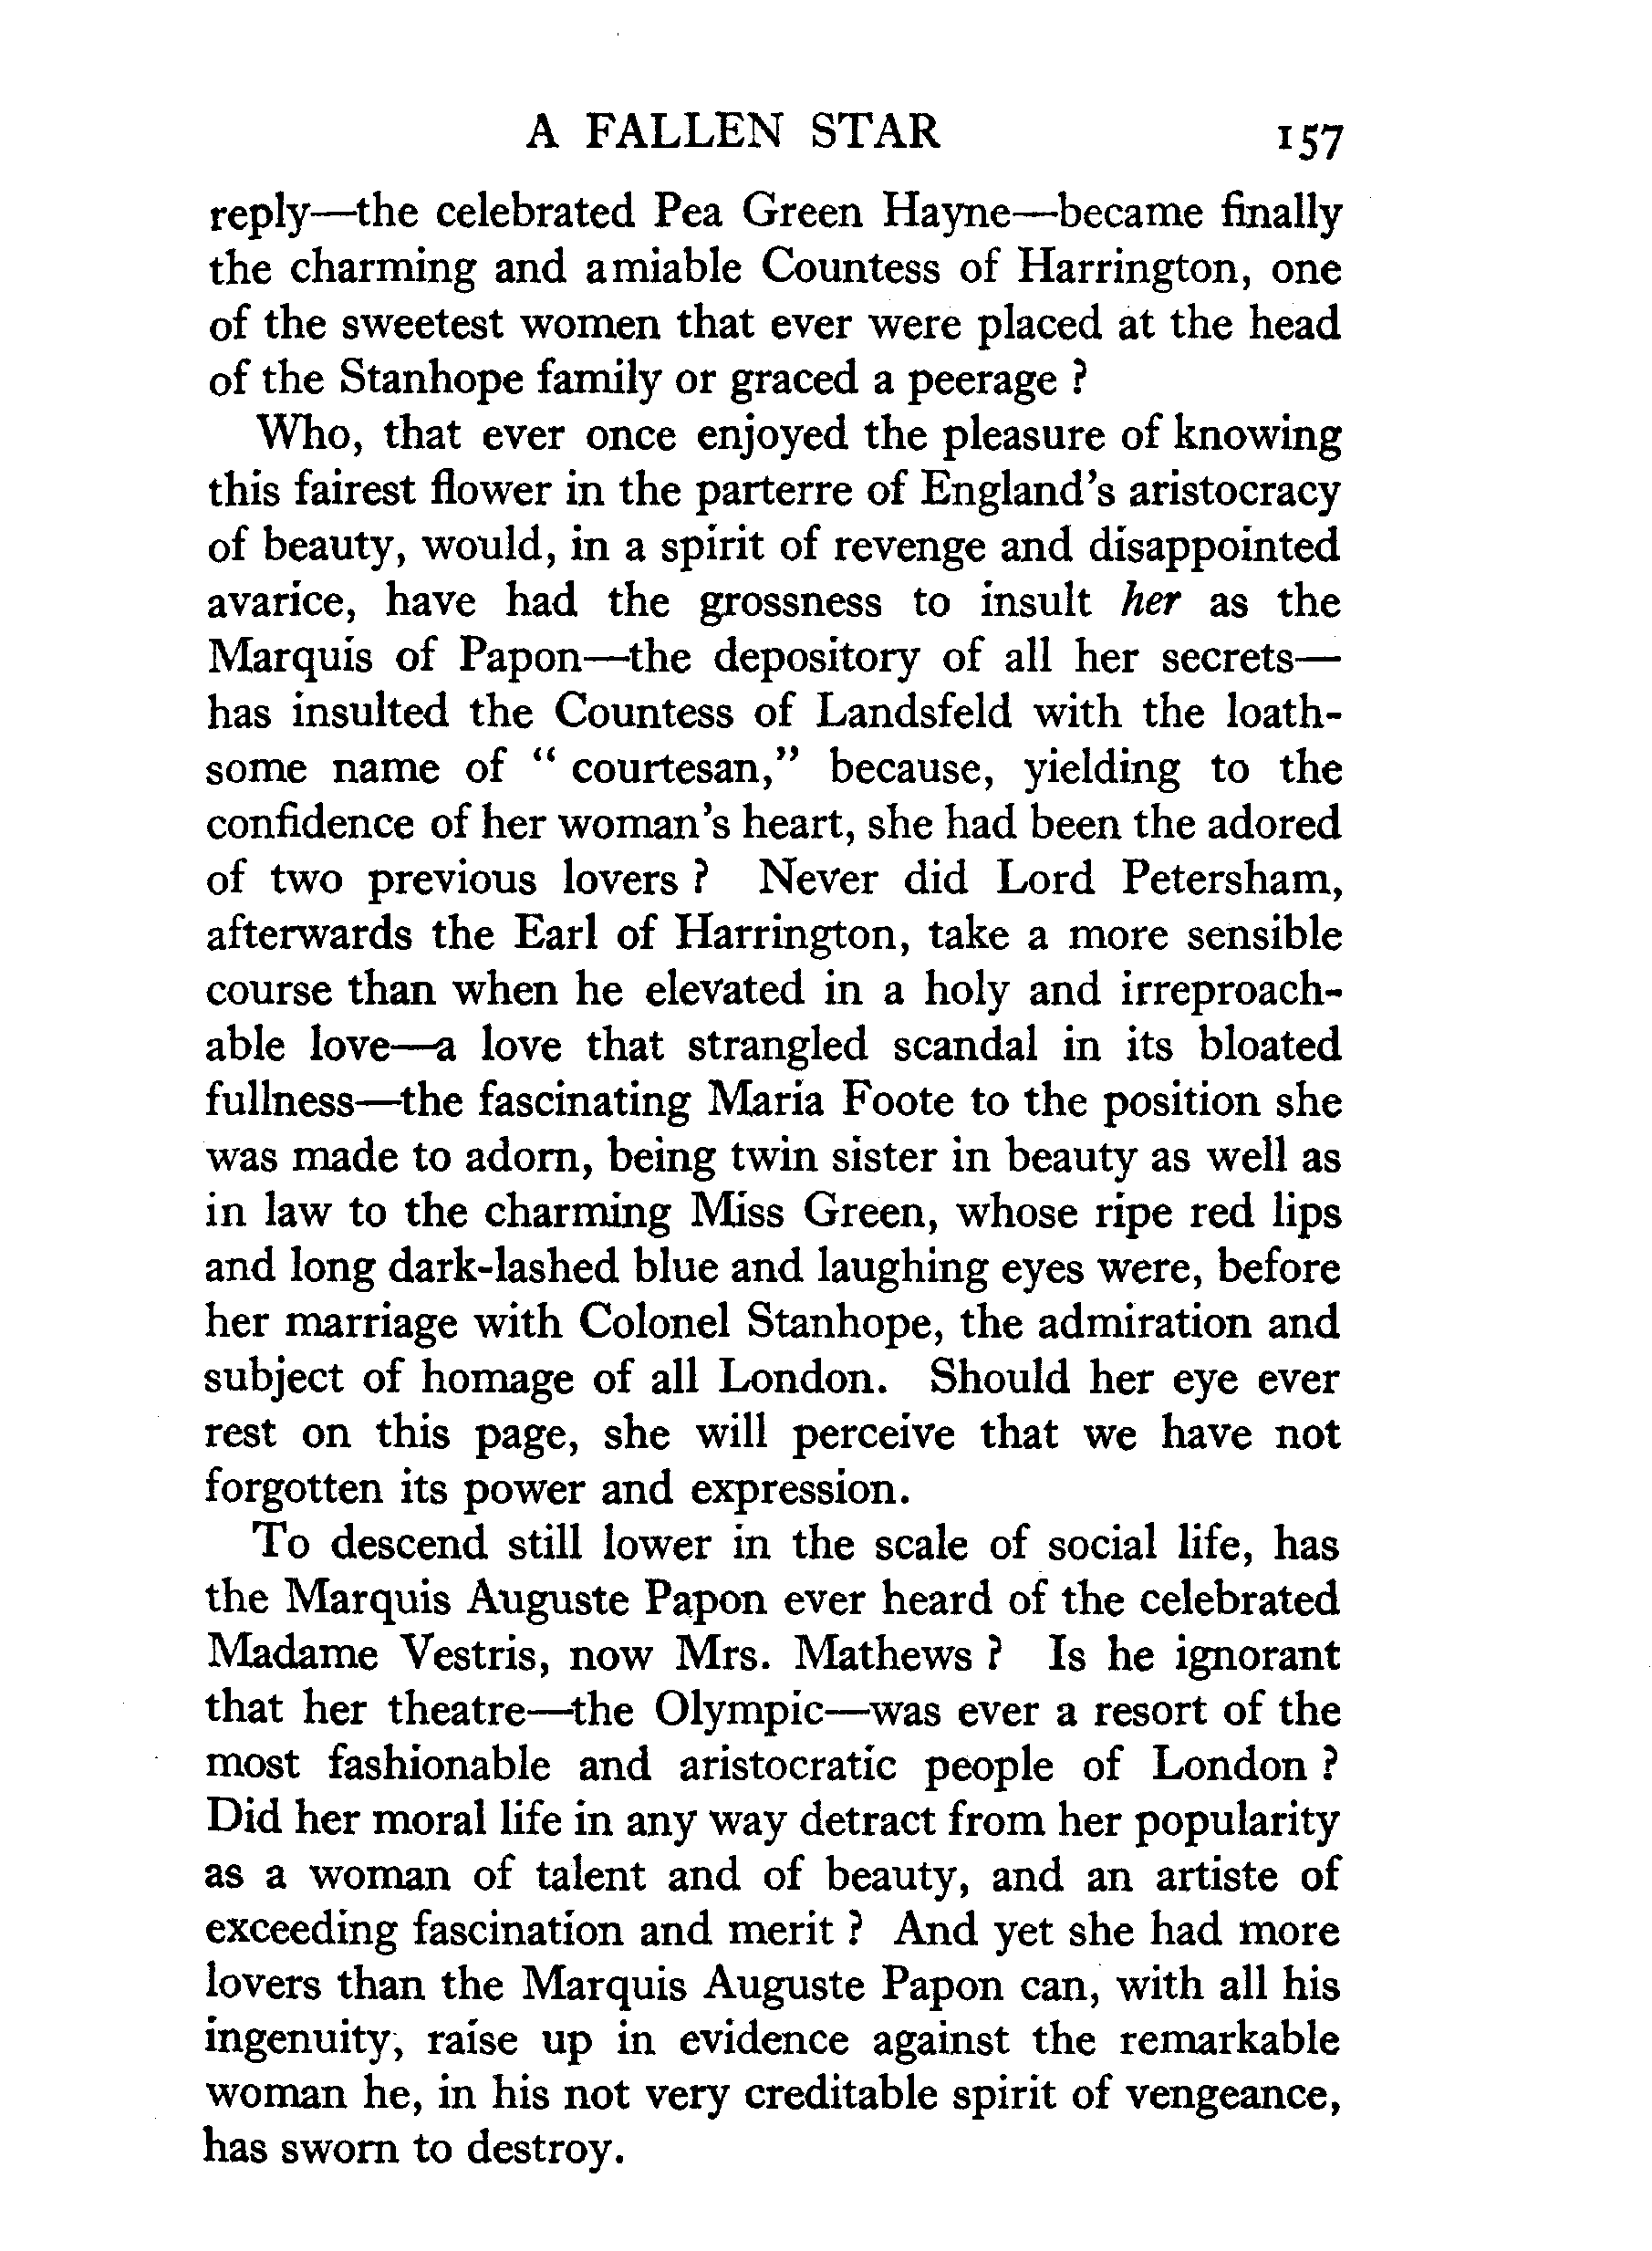 A FALLEN STAR 157
reply—the celebrated Pea Green Hayne—became finally
the charming and amiable Countess of Harrington, one
of the sweetest women that ever were placed at the head
of the Stanhope family or graced a peerage ?
Who, that ever once enjoyed the pleasure of knowing
this fairest flower in the parterre of England's aristocracy
of beauty, would, in a spirit of revenge and disappointed
avarice, have had the grossness to insult her as the
Marquis of Papon—the depository of all her secrets—
has insulted the Countess of Landsfeld with the loath-
some name of “ courtesan,” because, yielding to the
confidence of her woman's heart, she had been the adored
of two previous lovers ? Never did Lord Petersham,
afterwards the Earl of Harrington, take a more sensible
course than when he elevated in a holy and irreproach-
able love—a love that strangled scandal in its bloated
fullness—the fascinating Maria Foote to the position she
was made to adorn, being twin sister in beauty as well as
in law to the charming Miss Green, whose ripe red lips
and long dark-lashed blue and laughing eyes were, before
her marriage with Colonel Stanhope, the admiration and
subject of homage of all London. Should her eye ever
rest on this page, she will perceive that we have not
forgotten its power and expression.
To descend still lower in the scale of social life, has
the Marquis Auguste Papon ever heard of the celebrated
Madame Vestris, now Mrs. Mathews ? Is he ignorant
that her theatre—the Olympic—was ever a resort of the
most fashionable and aristocratic people of London ?
Did her moral life in any way detract from her popularity
as a woman of talent and of beauty, and an artiste of
exceeding fascination and merit ? And yet she had more
lovers than the Marquis Auguste Papon can, with all his
ingenuity, raise up in evidence against the remarkable
woman he, in his not very creditable spirit of vengeance,
has sworn to destroy.